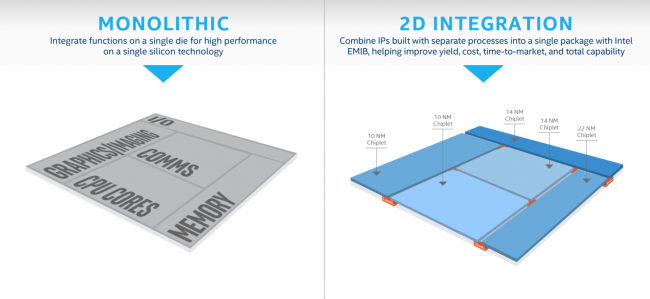 MONOLITHIC
Integrate functions on a single die for high performance
on a single silicon technology
I/O
GRAPHICS/IMAGING
COMMS
CPU CORES
MEMORY
2D INTEGRATION
Combine IPs built with separate processes into a single package with Intel
EMIB, helping improve yield, cost, time-to-market, and total capability
10 NM
Chiplet
10 NM
Chiplet
14 NM
Chiplet
14 NM
Chiplet
22 NM
Chiplet